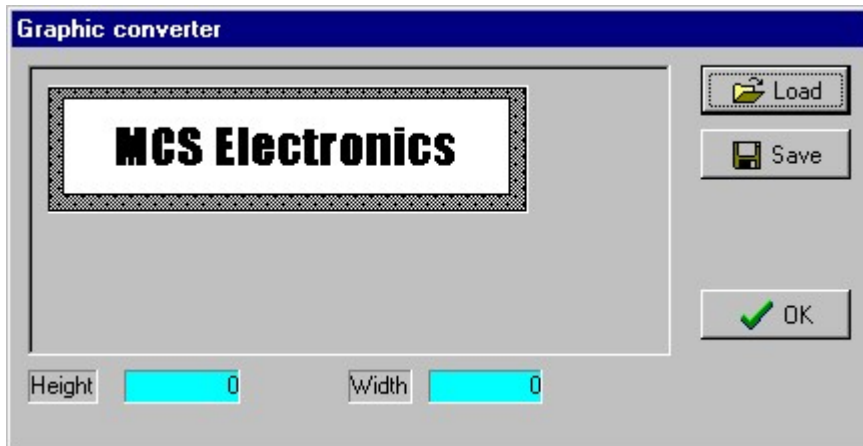 Graphic converter
MCS Electronics
Load
Save
OK
Height 0 Width 0